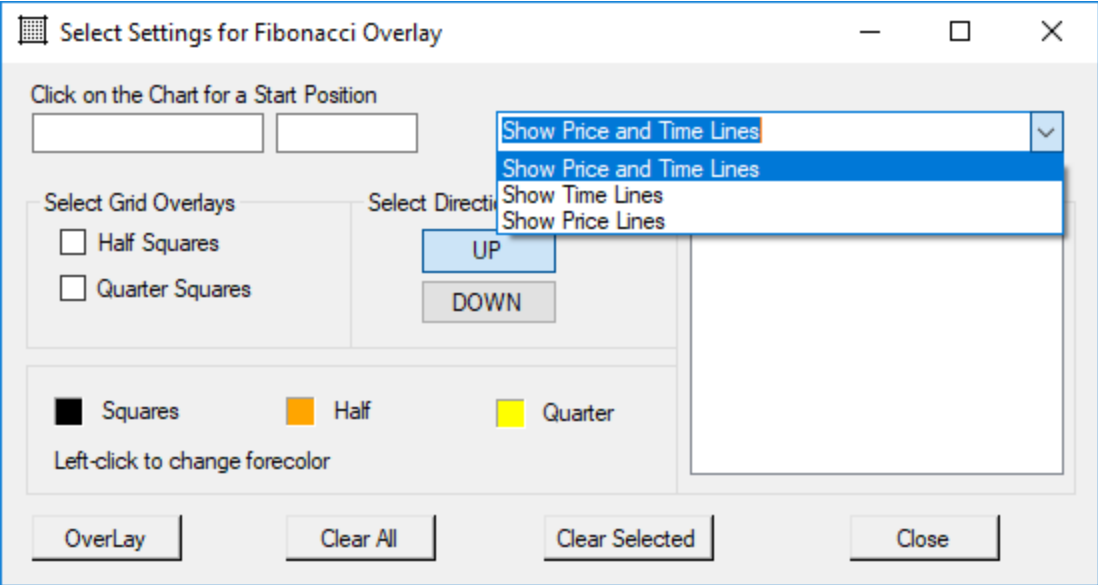 Select Settings for Fibonacci Overlay
Click on the Chart for a Start Position
Show Price and Time Lines
Show Price and Time Lines
Show Time Lines
Show Price Lines
Select Grid Overlays
Half Squares
Quarter Squares
Select Directi
UP
DOWN
Squares
Half
Quarter
Left-click to change forecolor
OverLay
Clear All
Clear Selected
Close